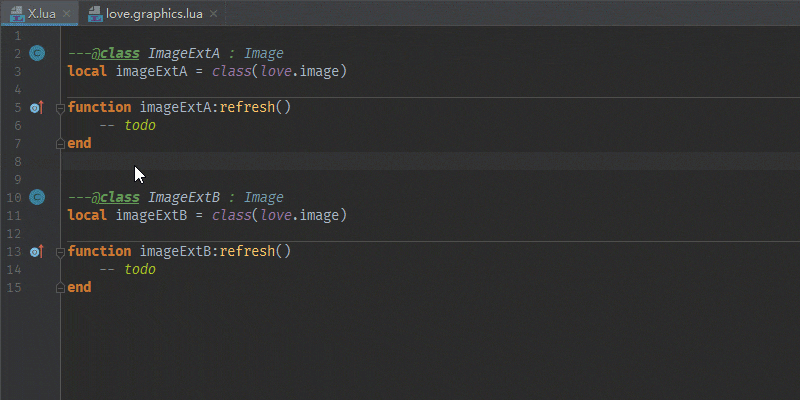 X.lua
love.graphics.lua
1
2 ---@class ImageExtA : Image
3 local imageExtA = class(love.image)
4
5 function imageExtA:refresh()
6 -- todo
7 end
8
9
10 ---@class ImageExtB : Image
11 local imageExtB = class(love.image)
12
13 function imageExtB:refresh()
14 -- todo
15 end